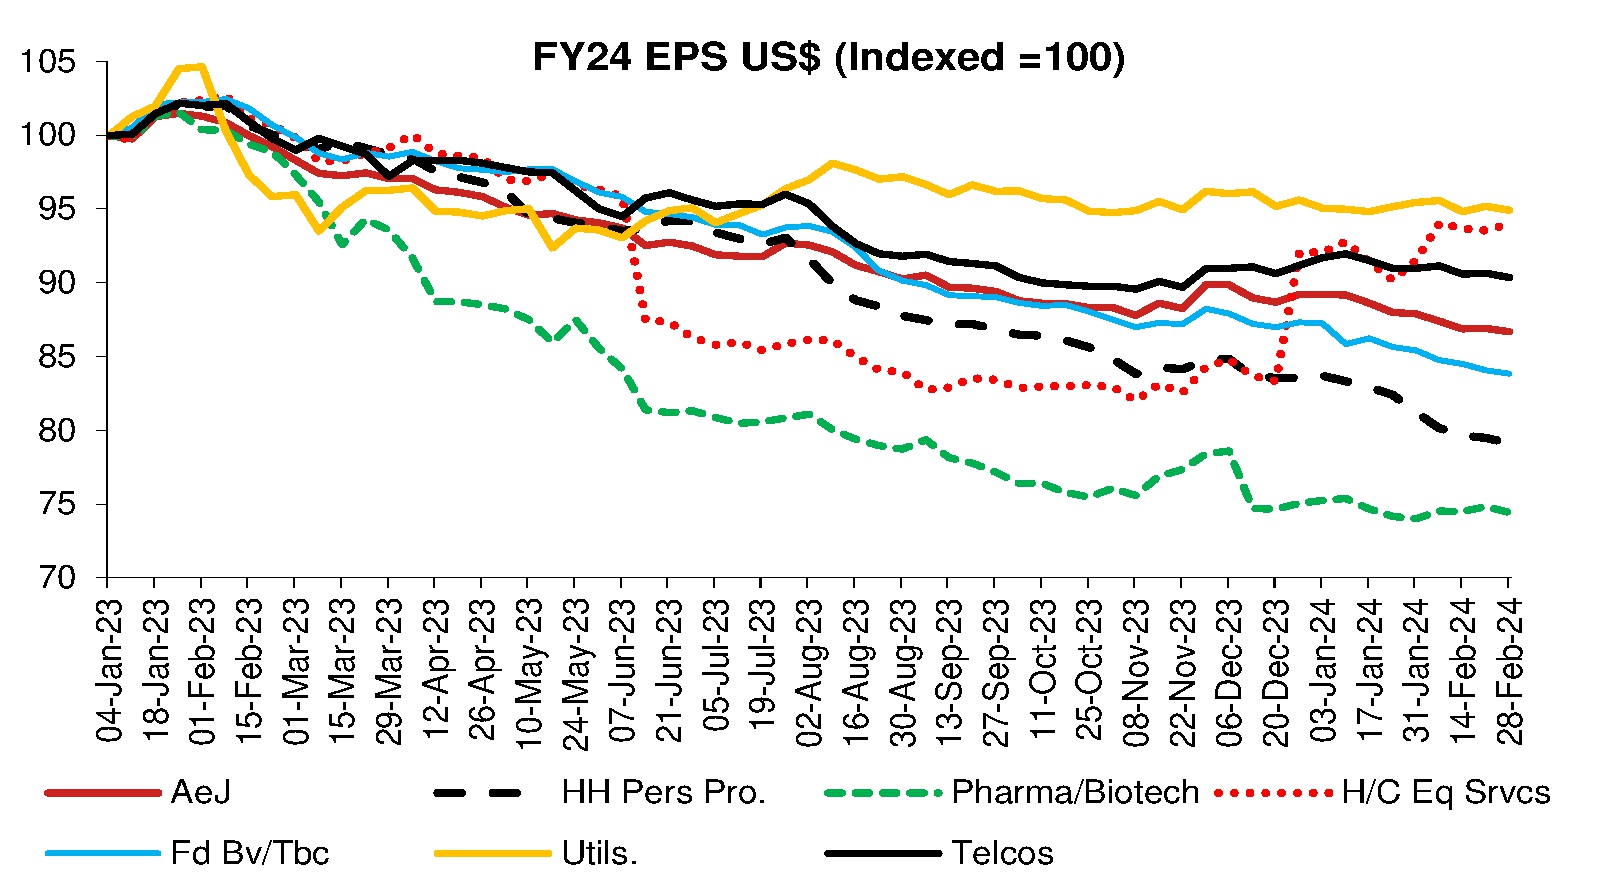 FY24 EPS US$ (Indexed =100)
105
100
95
90
85
80
75
70
04-Jan-23
18-Jan-23
01-Feb-23
15-Feb-23
01-Mar-23
15-Mar-23
29-Mar-23
12-Apr-23
26-Apr-23
10-May-23
24-May-23
07-Jun-23
21-Jun-23
05-Jul-23
19-Jul-23
02-Aug-23
16-Aug-23
30-Aug-23
13-Sep-23
27-Sep-23
11-Oct-23
25-Oct-23
08-Nov-23
22-Nov-23
06-Dec-23
20-Dec-23
03-Jan-24
17-Jan-24
31-Jan-24
14-Feb-24
28-Feb-24
AeJ HH Pers Pro. Pharma/Biotech H/C Eq Srvcs
Fd Bv/Tbc Utils. Telcos